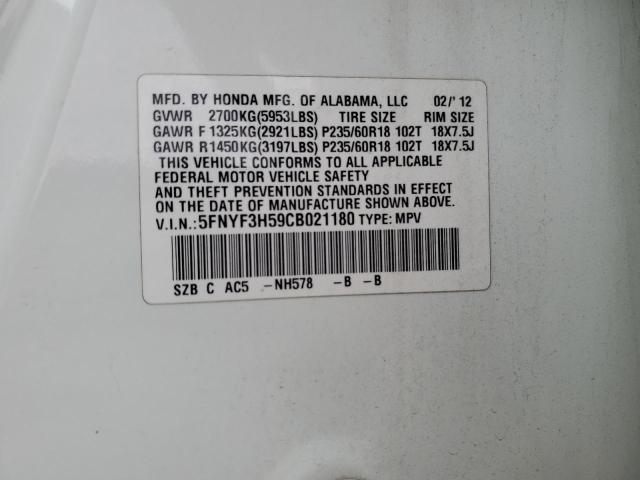 MFD. BY HONDA MFG. OF ALABAMA, LLC 02/'12
GVWR 2700KG(5953LBS) TIRE SIZE RIM SIZE
GAWR F 1325KG(2921LBS) P235/60R18 102T 18X7.5J
GAWR R 1450KG(3197LBS) P235/60R18 102T 18X7.5J
THIS VEHICLE CONFORMS TO ALL APPLICABLE
FEDERAL MOTOR VEHICLE SAFETY
AND THEFT PREVENTION STANDARDS IN EFFECT
ON THE DATE OF MANUFACTURE SHOWN ABOVE.
V.I.N.:5FNYF3H59CB021180 TYPE: MPV
SZB C AC5 -NH578 -B -B